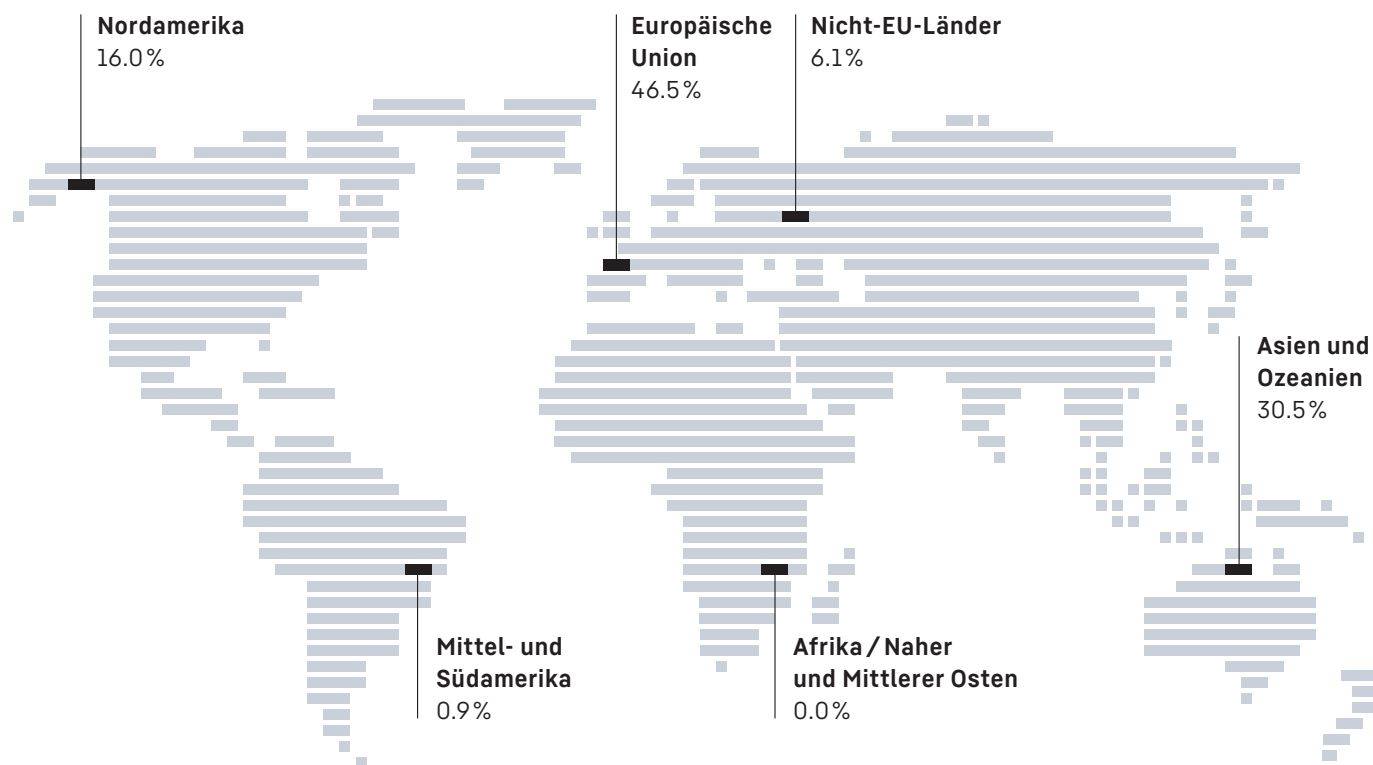 Nordamerika
16.0 %
Europäische
Union
46.5 %
Nicht-EU-Länder
6.1 %
Asien und
Ozeanien
30.5 %
Mittel- und
Südamerika
0.9 %
Afrika / Naher
und Mittlerer Osten
0.0 %